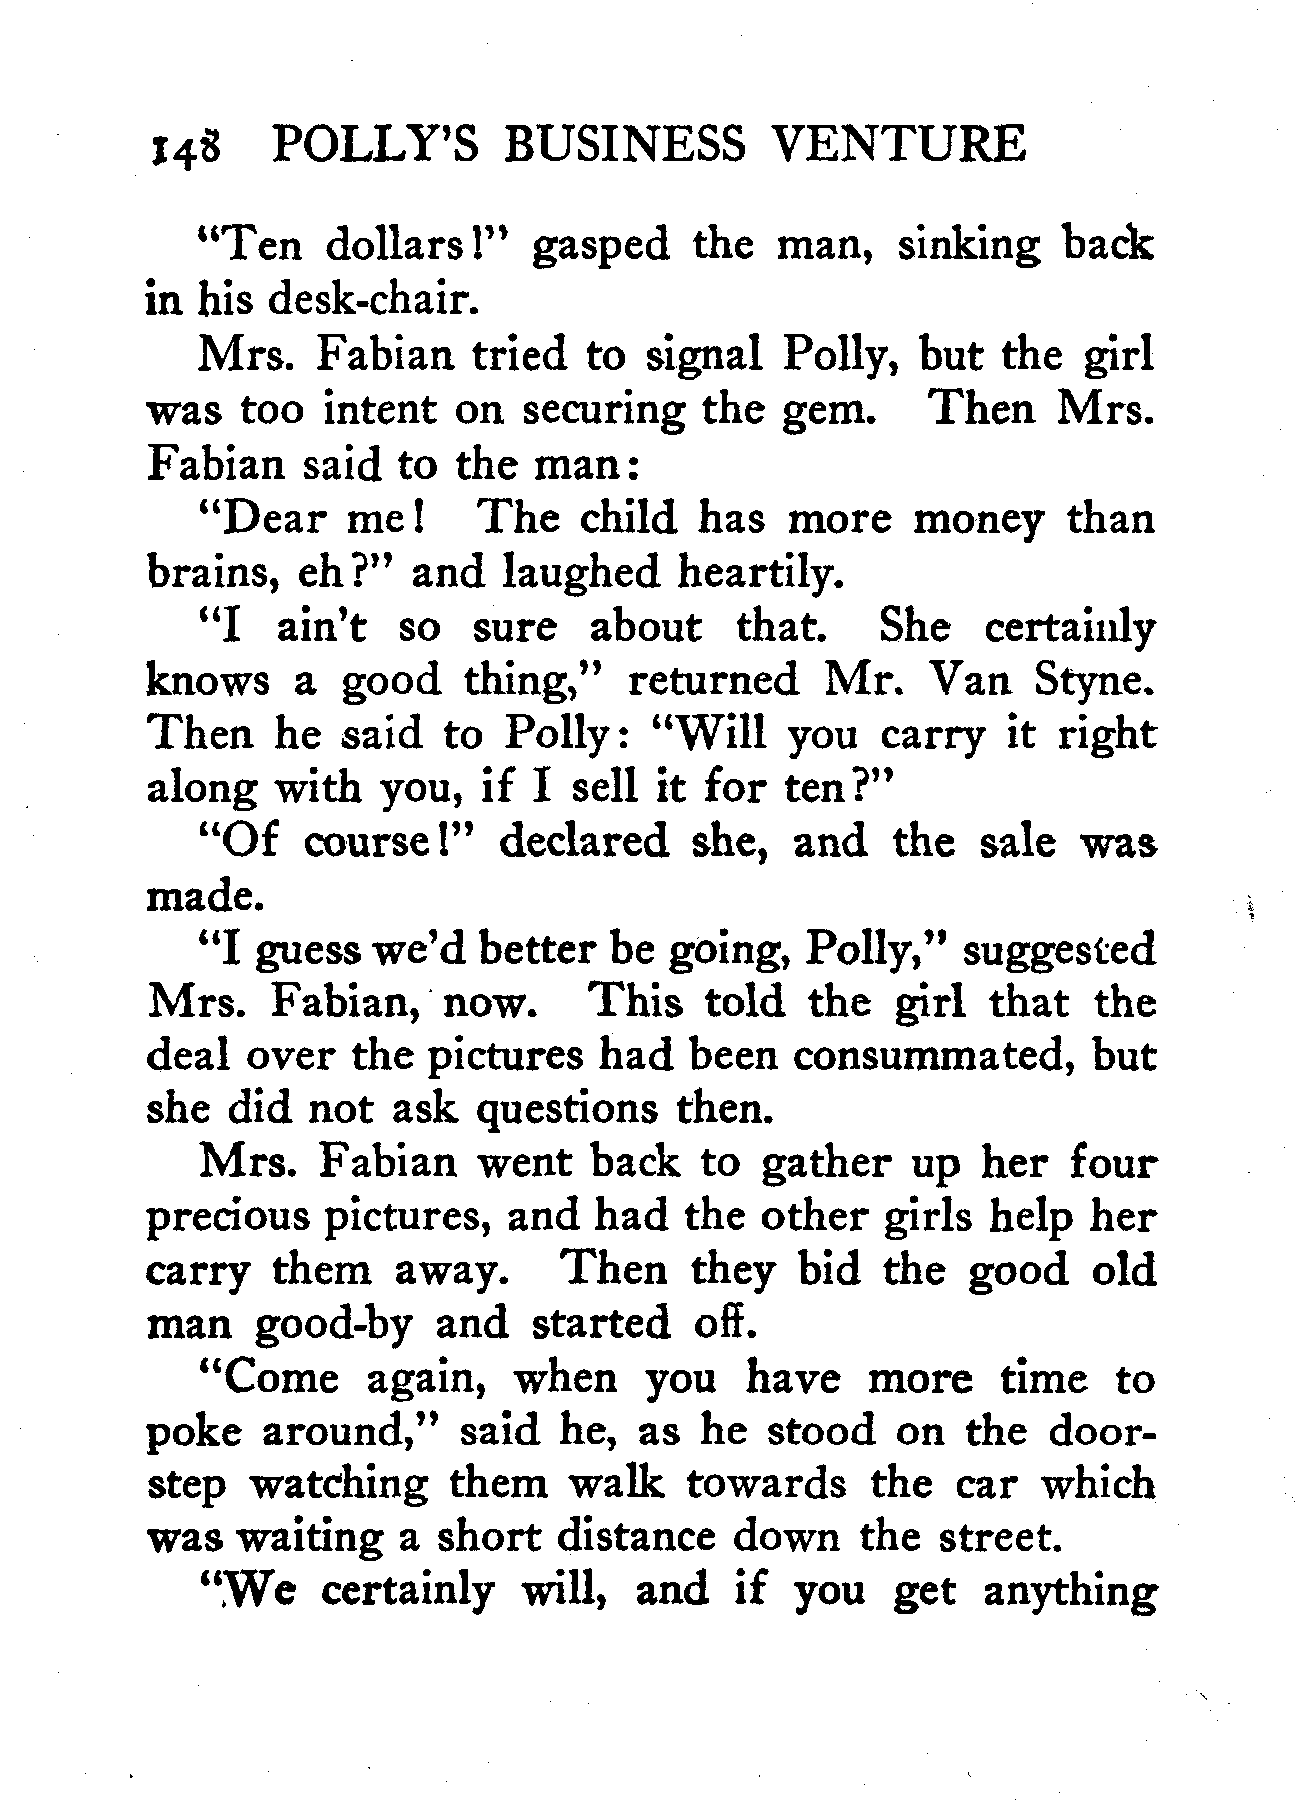 148 POLLY'S BUSINESS VENTURE
"Ten dollars!" gasped the man, sinking back
in his desk-chair.
Mrs. Fabian tried to signal Polly, but the girl
was too intent on securing the gem. Then Mrs.
Fabian said to the man:
"Dear me! The child has more money than
brains, eh?" and laughed heartily.
"I ain't so sure about that. She certainly
knows a good thing," returned Mr. Van Styne.
Then he said to Polly: "Will you carry it right
along with you, if I sell it for ten?"
"Of course!" declared she, and the sale was
made.
"I guess we'd better be going, Polly," suggested
Mrs. Fabian, now. This told the girl that the
deal over the pictures had been consummated, but
she did not ask questions then.
Mrs. Fabian went back to gather up her four
precious pictures, and had the other girls help her
carry them away. Then they bid the good old
man good-by and started off.
"Come again, when you have more time to
poke around," said he, as he stood on the door-
step watching them walk towards the car which
was waiting a short distance down the street.
"We certainly will, and if you get anything